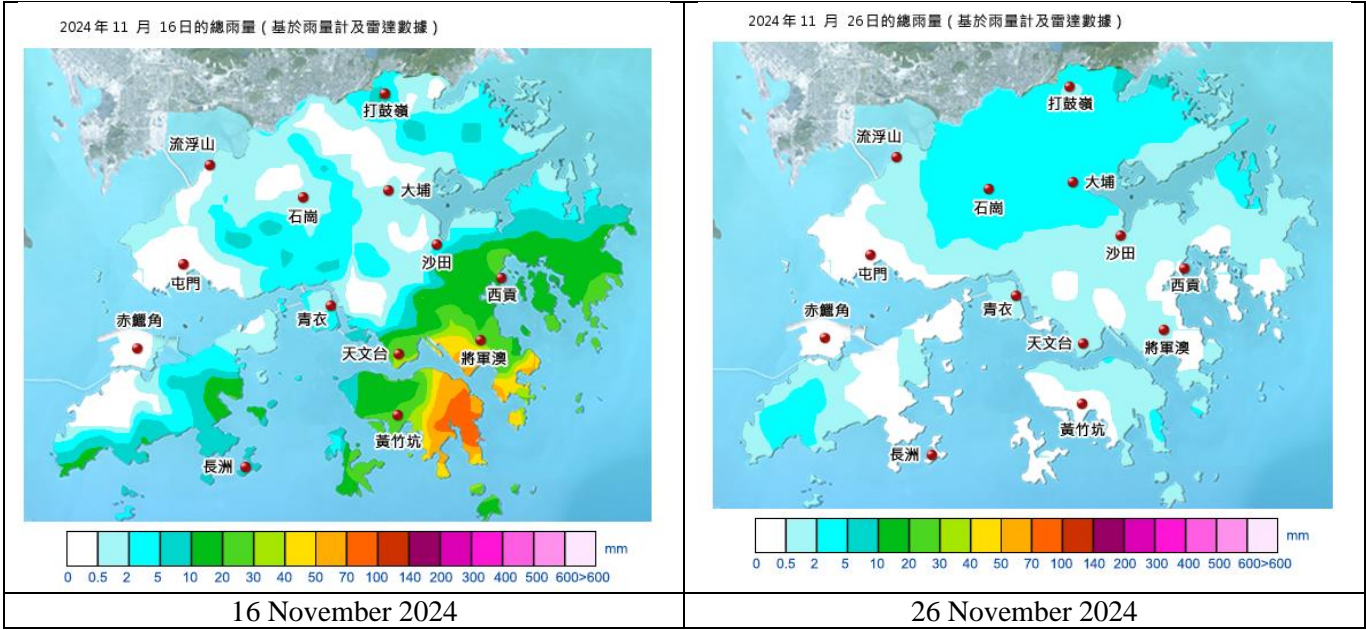 2024年 11 月 16日的總雨量 ( 基於雨量計及雷達數據 )
打鼓嶺
流浮山
大埔
石崗
沙田
屯門
西貢
青衣
赤鱲角
天文台
將軍澳
黃竹坑
長洲
mm
0 0.5 2 5 10 20 30 40 50 70 100 140 200 300 400 500 600>600
16 November 2024
2024年 11 月 26日的總雨量 ( 基於雨量計及雷達數據 )
打鼓嶺
流浮山
大埔
石崗
沙田
屯門
西貢
青衣
赤鱲角
天文台
將軍澳
黃竹坑
長洲
mm
0 0.5 2 5 10 20 30 40 50 70 100 140 200 300 400 500 600>600
26 November 2024